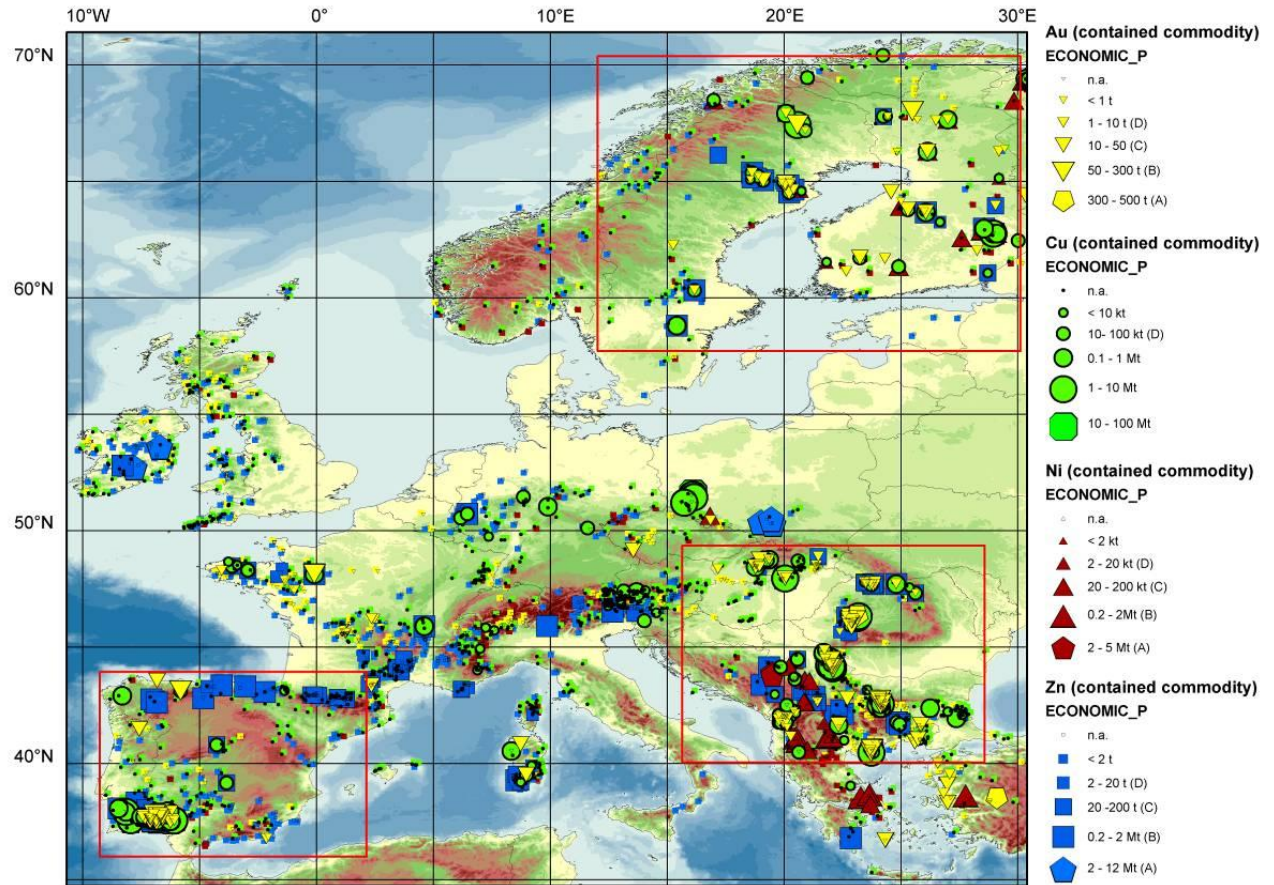 10°W 0° 10°E 20°E 30°E
70°N
60°N
50°N
40°N
Au (contained commodity)
ECONOMIC_P
n.a.
< 1 t
1 - 10 t (D)
10 - 50 (C)
50 - 300 t (B)
300 - 500 t (A)
Cu (contained commodity)
ECONOMIC_P
n.a.
< 10 kt
10- 100 kt (D)
0.1 - 1 Mt
1 - 10 Mt
10 - 100 Mt
Ni (contained commodity)
ECONOMIC_P
n.a.
< 2 kt
2 - 20 kt (D)
20 - 200 kt (C)
0.2 - 2Mt (B)
2 - 5 Mt (A)
Zn (contained commodity)
ECONOMIC_P
n.a.
< 2 t
2 - 20 t (D)
20 -200 t (C)
0.2 - 2 Mt (B)
2 - 12Mt (A)